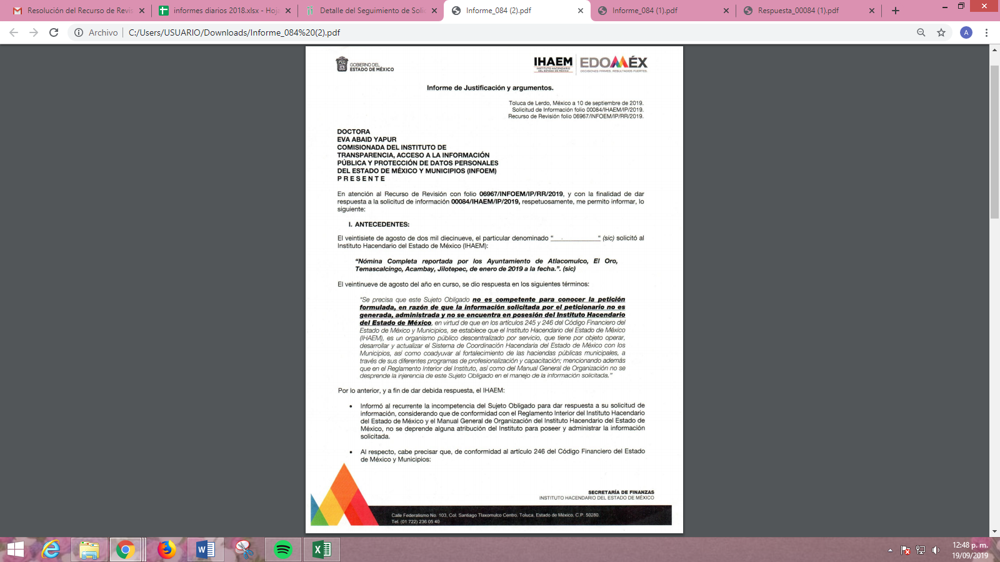 Resolución del Recurso de Revis
informes diarios 2018.xlsx - Hoja
Detalle del Seguimiento de Solic
Informe_084 (2).pdf
Informe_084 (1).pdf
Respuesta_00084 (1).pdf
Archivo
C:/Users/USUARIO/Downloads/Informe_084%20(2).pdf
A
GOBIERNO DEL
ESTADO DE MÉXICO
IHAEM
INSTITUTO HACENDARIO
DEL ESTADO DE MÉXICO
EDOMÉX
DECISIONES FIRMES, RESULTADOS FUERTES.
Informe de Justificación y argumentos.
Toluca de Lerdo, México a 10 de septiembre de 2019.
Solicitud de Información folio 00084/IHAEM/IP/2019.
Recurso de Revisión folio 06967/INFOEM/IP/RR/2019.
DOCTORA
EVA ABAID YAPUR
COMISIONADA DEL INSTITUTO DE
TRANSPARENCIA, ACCESO A LA INFORMACIÓN
PÚBLICA Y PROTECCIÓN DE DATOS PERSONALES
DEL ESTADO DE MÉXICO Y MUNICIPIOS (INFOEM)
P R E S E N T E
En atención al Recurso de Revisión con folio 06967/INFOEM/IP/RR/2019, y con la finalidad de dar
respuesta a la solicitud de información 00084/IHAEM/IP/2019, respetuosamente, me permito informar, lo
siguiente:
I. ANTECEDENTES:
El veintisiete de agosto de dos mil diecinueve, el particular denominado “____________“ (sic) solicitó al
Instituto Hacendario del Estado de México (IHAEM):
“Nómina Completa reportada por los Ayuntamiento de Atlacomulco, El Oro,
Temascalcingo, Acambay, Jilotepec, de enero de 2019 a la fecha.”. (sic)
El veintinueve de agosto del año en curso, se dio respuesta en los siguientes términos:
“Se precisa que este Sujeto Obligado no es competente para conocer la petición
formulada, en razón de que la información solicitada por el peticionario no es
generada, administrada y no se encuentra en posesión del Instituto Hacendario
del Estado de México, en virtud de que en los artículos 245 y 246 del Código Financiero del
Estado de México y Municipios, se establece que el Instituto Hacendario del Estado de México
(IHAEM), es un organismo público descentralizado por servicio, que tiene por objeto operar,
desarrollar y actualizar el Sistema de Coordinación Hacendaria del Estado de México con los
Municipios, así como coadyuvar al fortalecimiento de las haciendas públicas municipales, a
través de sus diferentes programas de profesionalización y capacitación; mencionando además
que en el Reglamento Interior del Instituto, así como del Manual General de Organización no se
desprende la injerencia de este Sujeto Obligado en el manejo de la información solicitada.”
Por lo anterior, y a fin de dar debida respuesta, el IHAEM:
• Informó al recurrente la incompetencia del Sujeto Obligado para dar respuesta a su solicitud de
información, considerando que de conformidad con el Reglamento Interior del Instituto Hacendario
del Estado de México y el Manual General de Organización del Instituto Hacendario del Estado de
México, no se deprende alguna atribución del Instituto para poseer y administrar la información
solicitada.
• Al respecto, cabe precisar que, de conformidad al artículo 246 del Código Financiero del Estado
de México y Municipios:
SECRETARÍA DE FINANZAS
INSTITUTO HACENDARIO DEL ESTADO DE MÉXICO
Calle Federalismo No. 103, Col. Santiago Tlaxomulco Centro, Toluca, Estado de México, C.P. 50280.
Tel. (01 722) 236 05 40
12:48 p. m.
19/09/2019